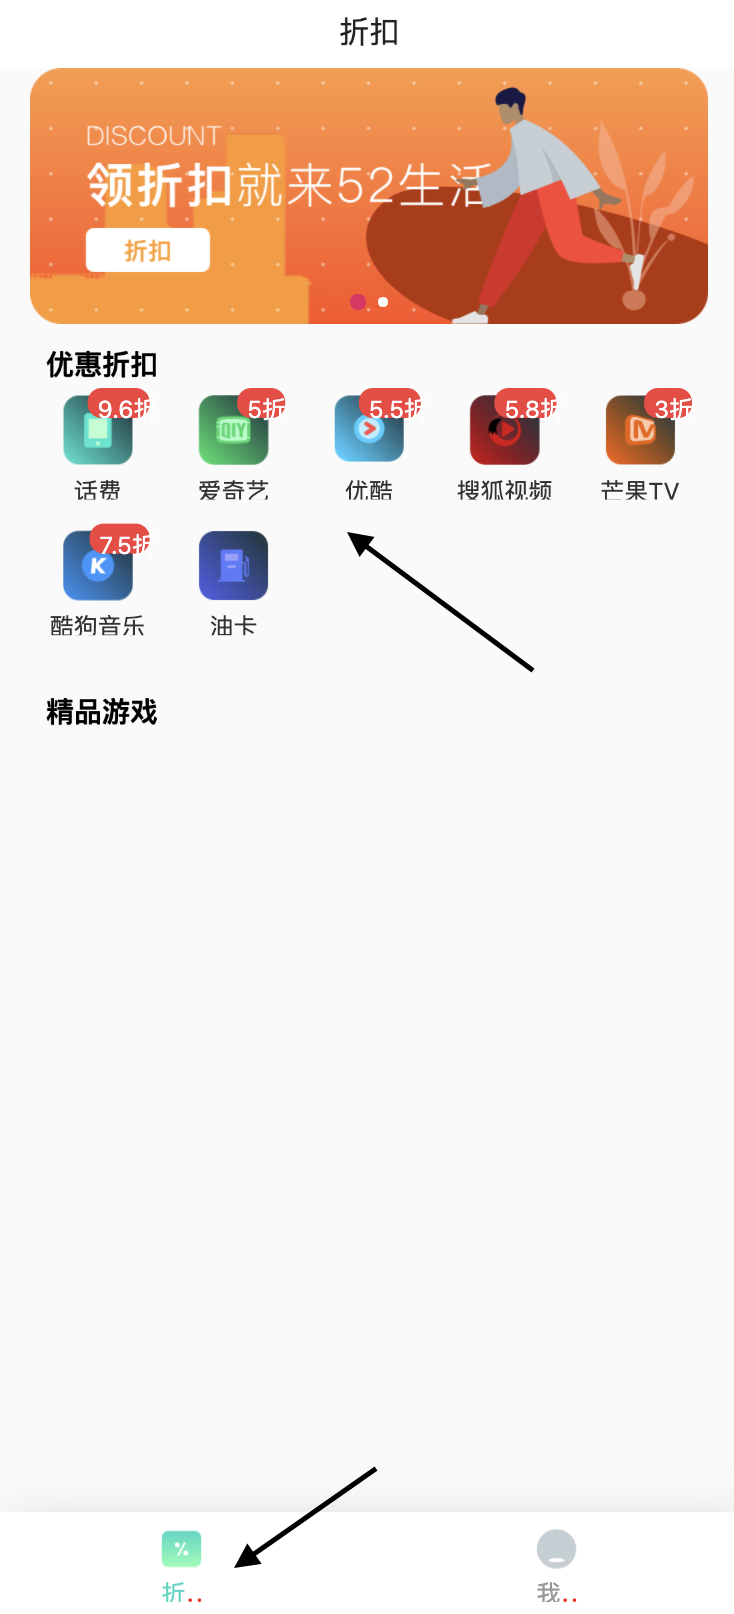 折扣
DISCOUNT
领折扣就来52生活
折扣
优惠折扣
9.6折 5折 5.5折 5.8折 3折
QIY
话费 爱奇艺 优酷 搜狐视频 芒果TV
7.5折
K
酷狗音乐 油卡
精品游戏
%
折.. 我..